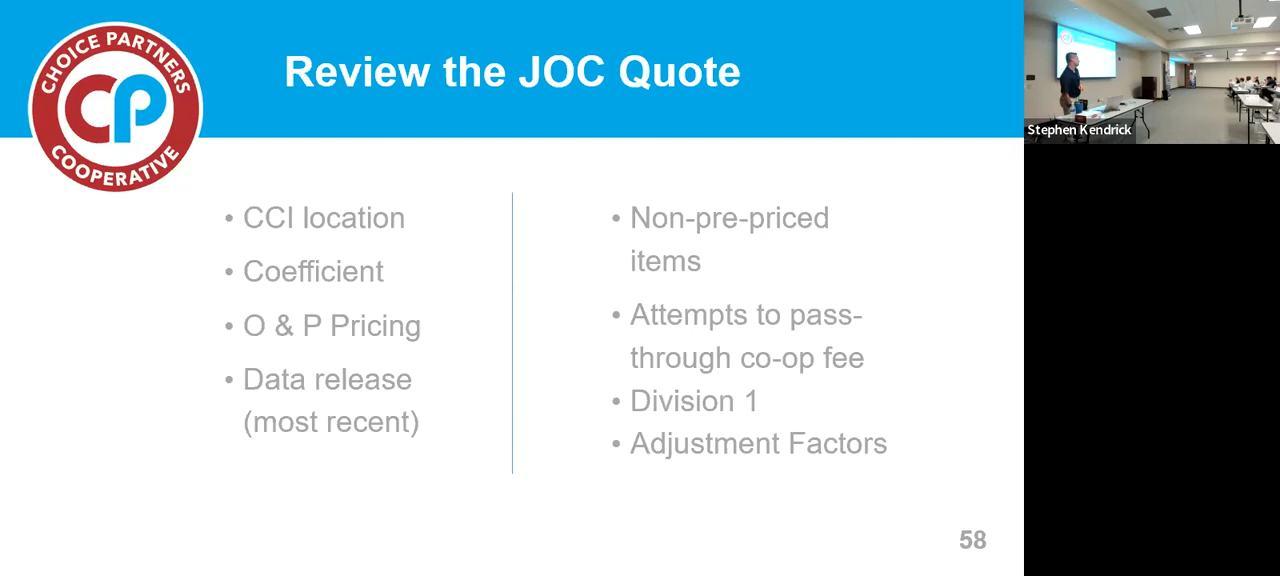 CHOICE PARTNERS
CP
COOPERATIVE
Review the JOC Quote
• CCI location
• Coefficient
• O & P Pricing
• Data release
(most recent)
• Non-pre-priced
items
• Attempts to pass-
through co-op fee
• Division 1
• Adjustment Factors
58
Stephen Kendrick